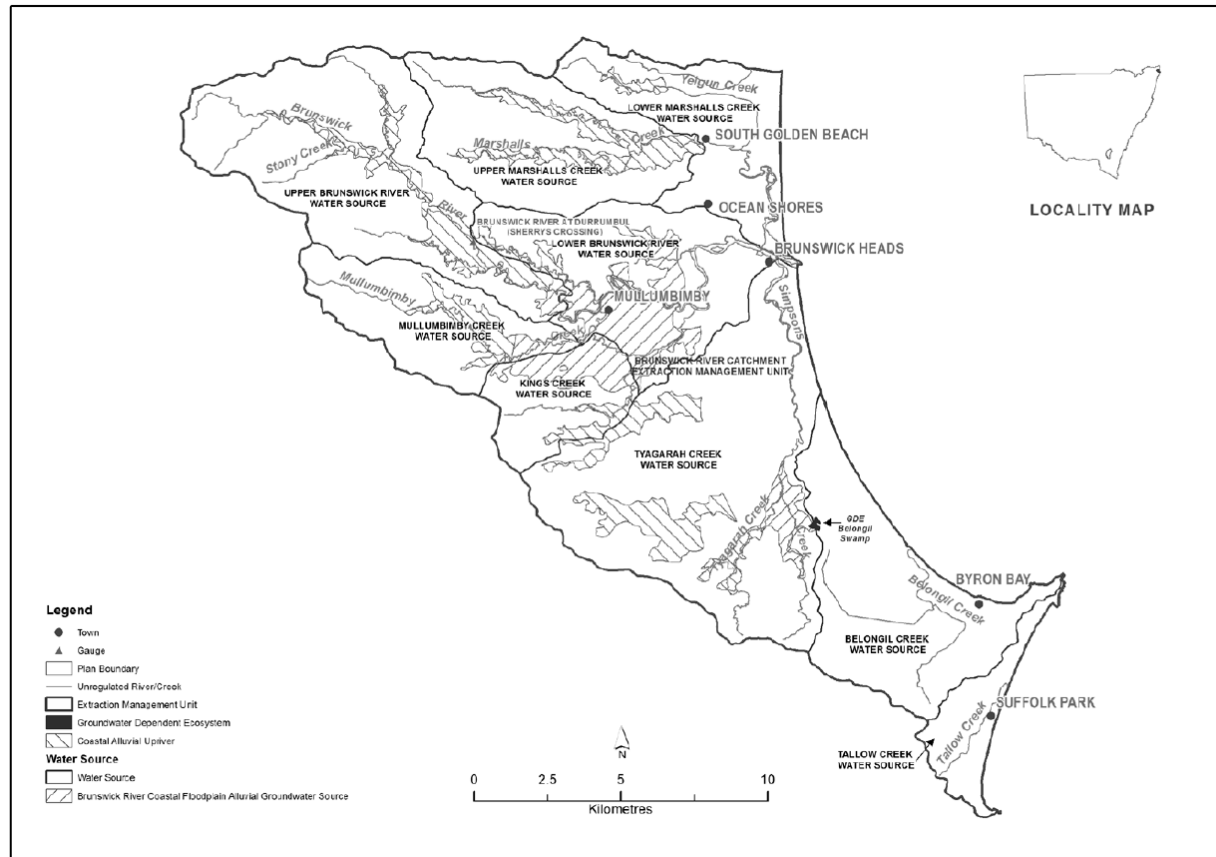 Yelgun Creek
LOWER MARSHALLS CREEK
WATER SOURCE
SOUTH GOLDEN BEACH
Marshalls Creek
UPPER MARSHALLS CREEK
WATER SOURCE
Brunswick River
Stony Creek
UPPER BRUNSWICK RIVER
WATER SOURCE
OCEAN SHORES
LOCALITY MAP
BRUNSWICK RIVER AT DURRUMBUL
(SHERRYS CROSSING)
LOWER BRUNSWICK RIVER
WATER SOURCE
BRUNSWICK HEADS
Mullumbimby Creek
MULLUMBIMBY
Simpsons Creek
MULLUMBIMBY CREEK
WATER SOURCE
BRUNSWICK RIVER CATCHMENT
EXTRACTION MANAGEMENT UNIT
KINGS CREEK
WATER SOURCE
TYAGARAH CREEK
WATER SOURCE
Tyagarah Creek
GDE
Belongil
Swamp
BYRON BAY
Belongil Creek
BELONGIL CREEK
WATER SOURCE
SUFFOLK PARK
Tallow Creek
TALLOW CREEK
WATER SOURCE
Legend
Town
Gauge
Plan Boundary
Unregulated River/Creek
Extraction Management Unit
Groundwater Dependent Ecosystem
Coastal Alluvial Upriver
Water Source
Water Source
Brunswick River Coastal Floodplain Alluvial Groundwater Source
N
0 2.5 5 10
Kilometres